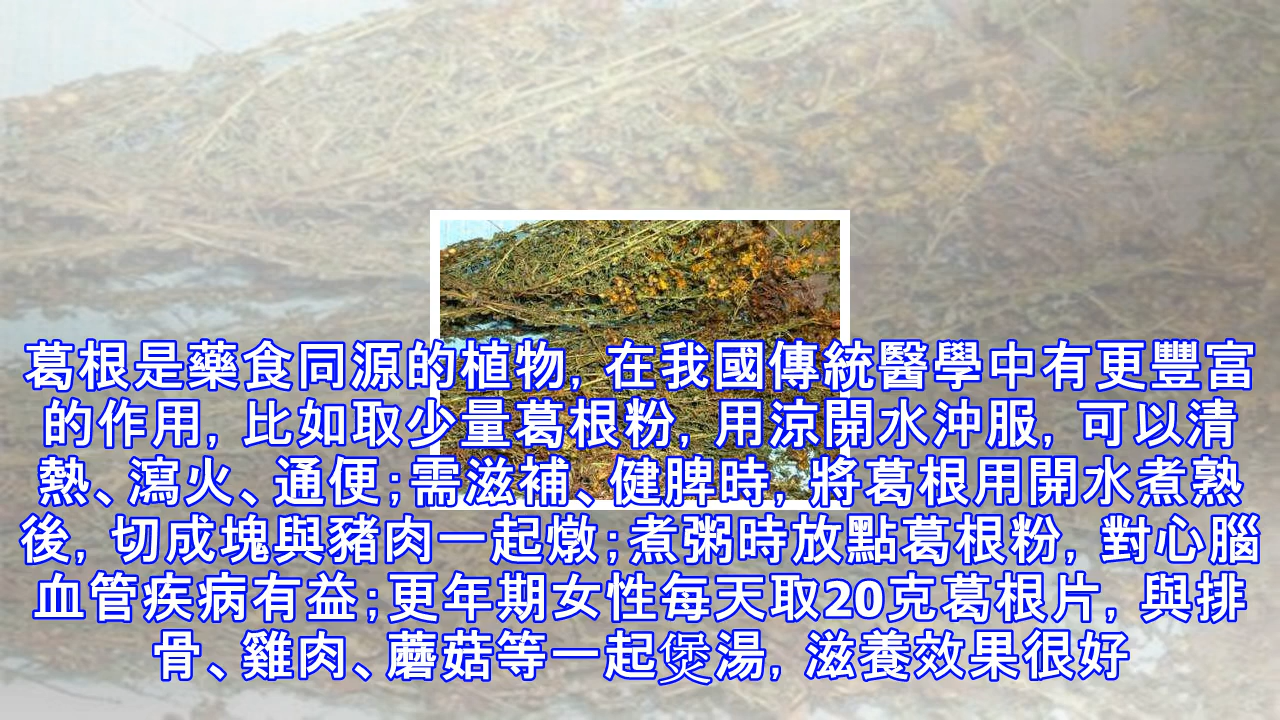 葛根是藥食同源的植物, 在我國傳統醫學中有更豐富
的作用, 比如取少量葛根粉, 用涼開水沖服, 可以清
熱、瀉火、通便;需滋補、健脾時, 將葛根用開水煮熟
後, 切成塊與豬肉一起燉;煮粥時放點葛根粉, 對心腦
血管疾病有益;更年期女性每天取20克葛根片, 與排
骨、雞肉、蘑菇等一起煲湯, 滋養效果很好